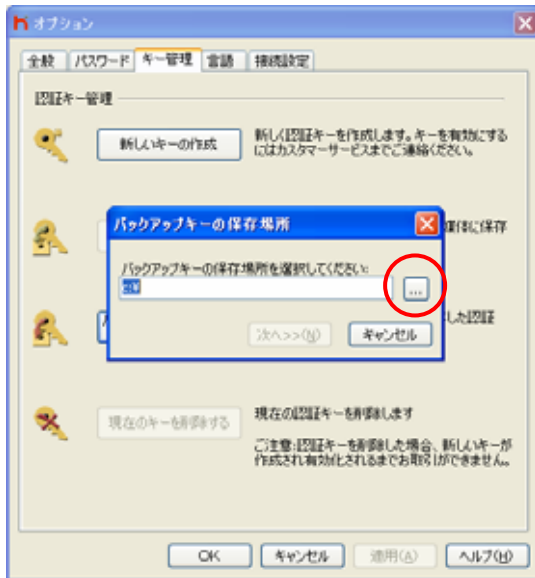 オプション
全般
パスワード
キー管理
言語
接続設定
認証キー管理
新しいキーの作成
新しく認証キーを作成します。キーを有効にする
にはカスタマーサービスまでご連絡ください。
媒体に保存
バックアップキーの保存場所
バックアップキーの保存場所を選択してください:
...
次へ>>(N)
キャンセル
した認証
現在のキーを削除する
現在の認証キーを削除します
ご注意:認証キーを削除した場合、新しいキーが
作成され有効化されるまでお取引ができません。
OK
キャンセル
適用(A)
ヘルプ(H)